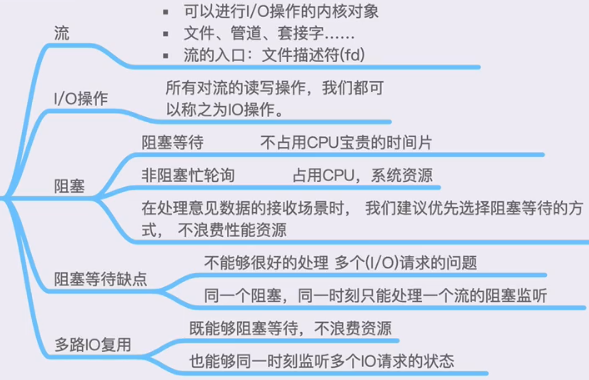 流
可以进行I/O操作的内核对象
文件、管道、套接字……
流的入口：文件描述符(fd)
I/O操作
所有对流的读写操作，我们都可
以称之为IO操作。
阻塞
阻塞等待 不占用CPU宝贵的时间片
非阻塞忙轮询 占用CPU，系统资源
在处理意见数据的接收场景时， 我们建议优先选择阻塞等待的方
式， 不浪费性能资源
阻塞等待缺点
不能够很好的处理 多个(I/O)请求的问题
同一个阻塞，同一时刻只能处理一个流的阻塞监听
多路IO复用
既能够阻塞等待，不浪费资源
也能够同一时刻监听多个IO请求的状态